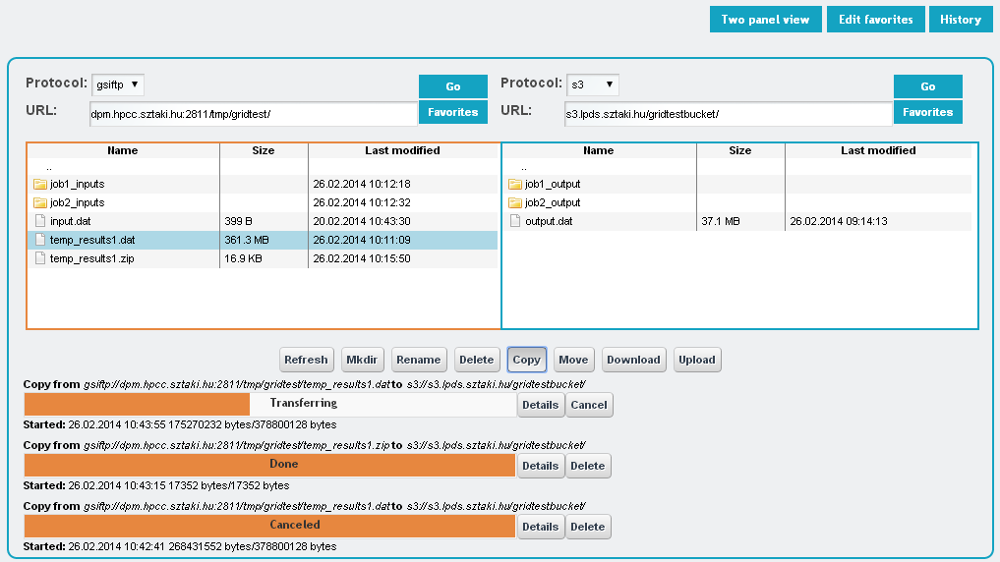 Two panel view Edit favorites History
Protocol: gsiftp ▼ Go Protocol: s3 ▼ Go
URL: dpm.hpcc.sztaki.hu:2811/tmp/gridtest/ Favorites URL: s3.lpds.sztaki.hu/gridtestbucket/ Favorites
Name Size Last modified Name Size Last modified
.. ..
job1_inputs 26.02.2014 10:12:18 job1_output
job2_inputs 26.02.2014 10:12:32 job2_output
input.dat 399 B 20.02.2014 10:43:30 output.dat 37.1 MB 26.02.2014 09:14:13
temp_results1.dat 361.3 MB 26.02.2014 10:11:09
temp_results1.zip 16.9 KB 26.02.2014 10:15:50
Refresh Mkdir Rename Delete Copy Move Download Upload
Copy from gsiftp://dpm.hpcc.sztaki.hu:2811/tmp/gridtest/temp_results1.dat to s3://s3.lpds.sztaki.hu/gridtestbucket/
Transferring Details Cancel
Started: 26.02.2014 10:43:55 175270232 bytes/378800128 bytes
Copy from gsiftp://dpm.hpcc.sztaki.hu:2811/tmp/gridtest/temp_results1.zip to s3://s3.lpds.sztaki.hu/gridtestbucket/
Done Details Delete
Started: 26.02.2014 10:43:15 17352 bytes/17352 bytes
Copy from gsiftp://dpm.hpcc.sztaki.hu:2811/tmp/gridtest/temp_results1.dat to s3://s3.lpds.sztaki.hu/gridtestbucket/
Canceled Details Delete
Started: 26.02.2014 10:42:41 268431552 bytes/378800128 bytes